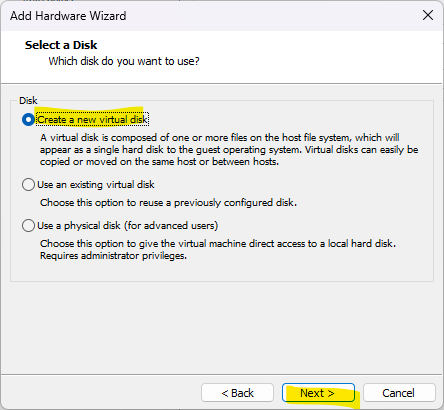 Add Hardware Wizard
Select a Disk
Which disk do you want to use?
Disk
Create a new virtual disk
A virtual disk is composed of one or more files on the host file system, which will
appear as a single hard disk to the guest operating system. Virtual disks can easily be
copied or moved on the same host or between hosts.
Use an existing virtual disk
Choose this option to reuse a previously configured disk.
Use a physical disk (for advanced users)
Choose this option to give the virtual machine direct access to a local hard disk.
Requires administrator privileges.
< Back Next > Cancel